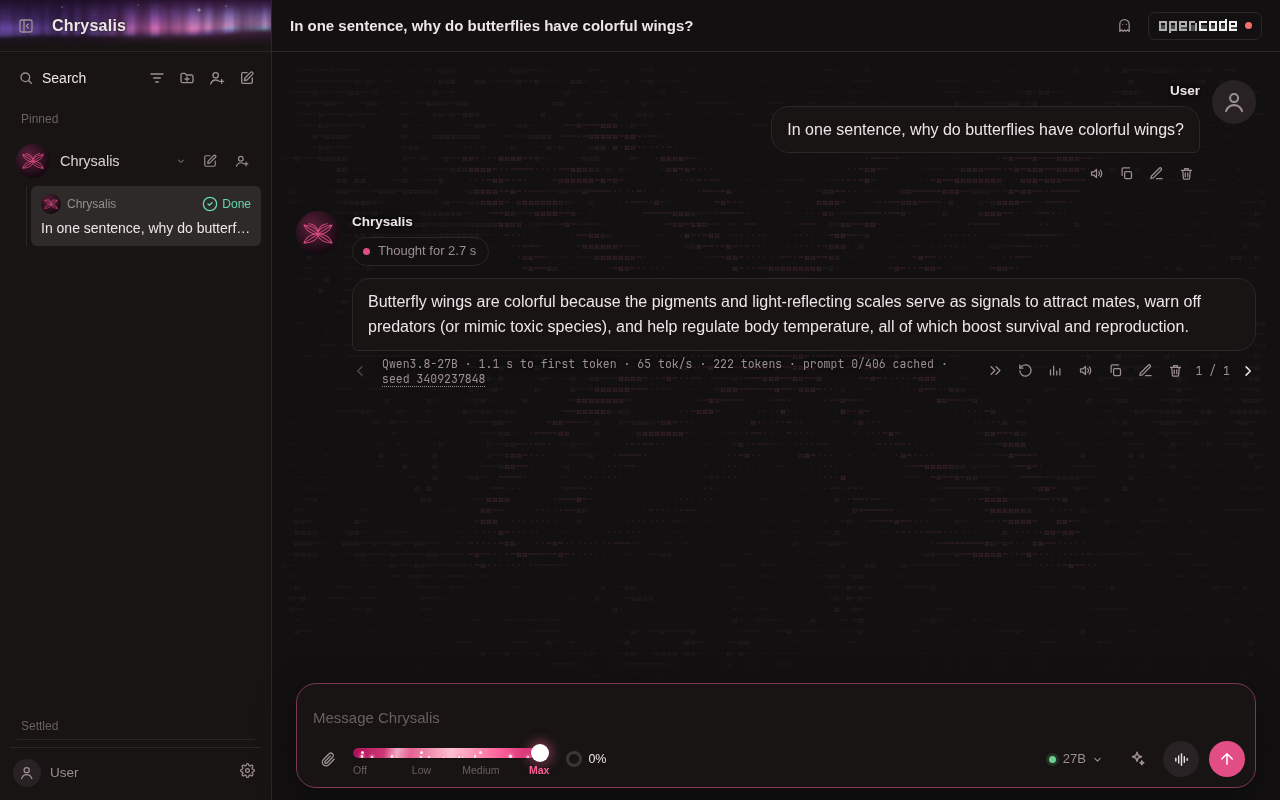 Chrysalis
In one sentence, why do butterflies have colorful wings?
opencode
Search
Pinned
Chrysalis
Chrysalis
Done
In one sentence, why do butterf…
Settled
User
User
In one sentence, why do butterflies have colorful wings?
Chrysalis
Thought for 2.7 s
Butterfly wings are colorful because the pigments and light-reflecting scales serve as signals to attract mates, warn off
predators (or mimic toxic species), and help regulate body temperature, all of which boost survival and reproduction.
Qwen3.8-27B · 1.1 s to first token · 65 tok/s · 222 tokens · prompt 0/406 cached ·
seed 3409237848
1 / 1
Message Chrysalis
Off Low Medium Max
0%
27B